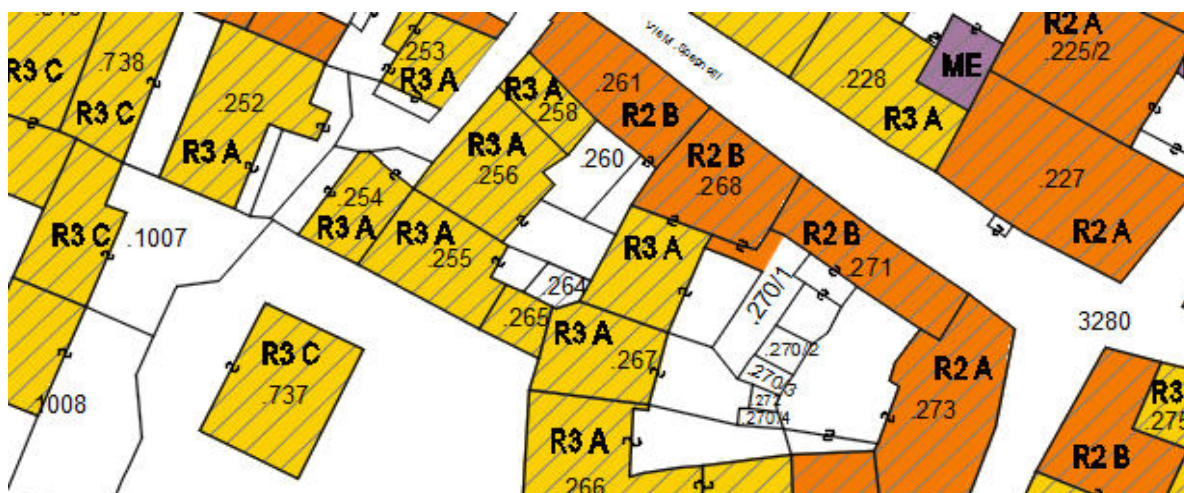 R3 C
.738
R3 C
.252
R3 A
.253
R3 A
R3 A
.258
.261
R2 B
.228
R3 A
ME
R2 A
.225/2
R3 A
.256
.260
R2 B
.268
.227
R2 A
.254
R3 A
R3 C
.1007
R3 A
.255
R3 A
R2 B
.271
.264
.265
.270/1
3280
R3 A
.267
.270/2
.270/3
.272
.270/4
R3 C
.737
1008
R2 A
.273
R3
.275
R3 A
.266
R2 B